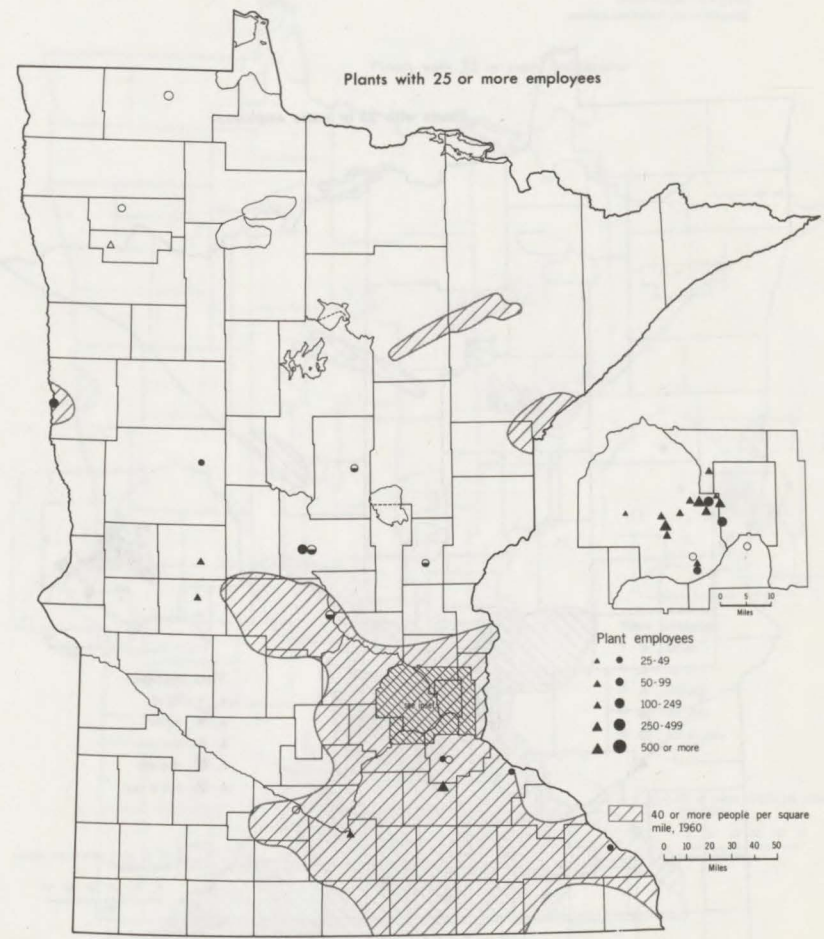 Plants with 25 or more employees
0 5 10
Miles
Plant employees
25-49
50-99
100-249
250-499
500 or more
40 or more people per square
mile, 1960
0 10 20 30 40 50
Miles